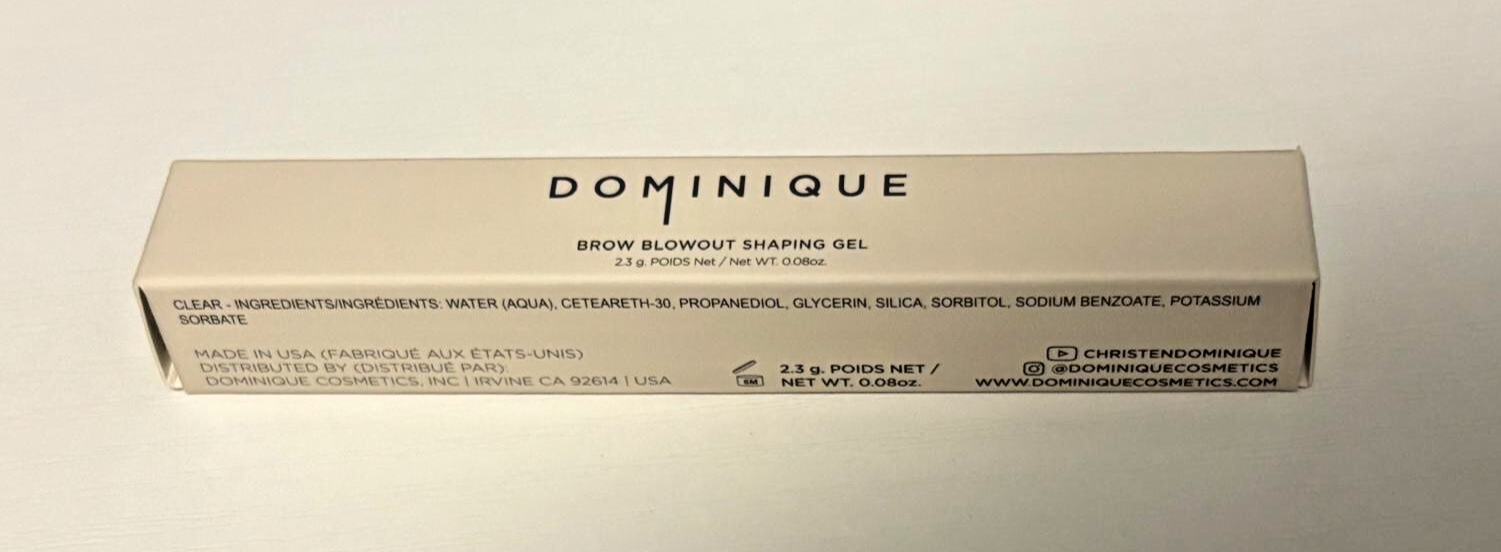 DOMINIQUE
BROW BLOWOUT SHAPING GEL
2.3 g. POIDS Net / Net WT. 0.08oz.
CLEAR - INGREDIENTS/INGRÉDIENTS: WATER (AQUA), CETEARETH-30, PROPANEDIOL, GLYCERIN, SILICA, SORBITOL, SODIUM BENZOATE, POTASSIUM
SORBATE
MADE IN USA (FABRIQUÉ AUX ÉTATS-UNIS)
DISTRIBUTED BY (DISTRIBUÉ PAR):
DOMINIQUE COSMETICS, INC | IRVINE CA 92614 | USA
6M
2.3 g. POIDS NET /
NET WT. 0.08oz.
CHRISTENDOMINIQUE
@DOMINIQUECOSMETICS
WWW.DOMINIQUECOSMETICS.COM